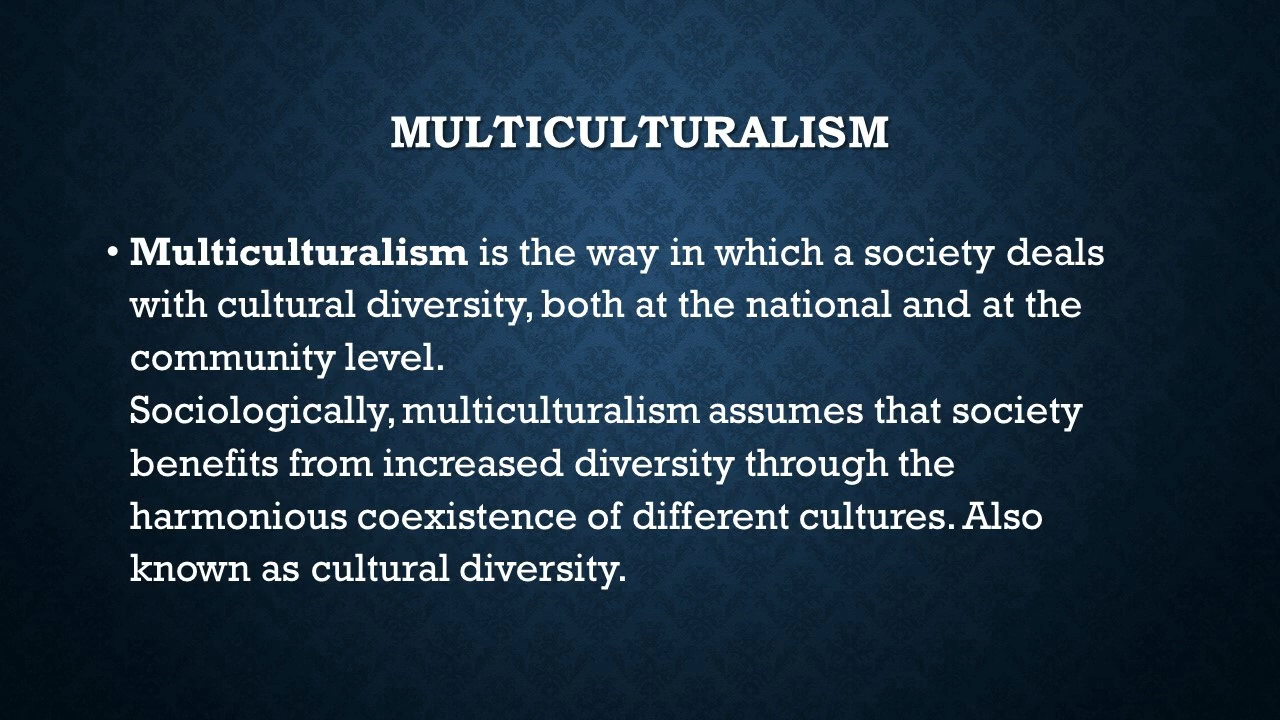 MULTICULTURALISM
• Multiculturalism is the way in which a society deals
with cultural diversity, both at the national and at the
community level.
Sociologically, multiculturalism assumes that society
benefits from increased diversity through the
harmonious coexistence of different cultures. Also
known as cultural diversity.